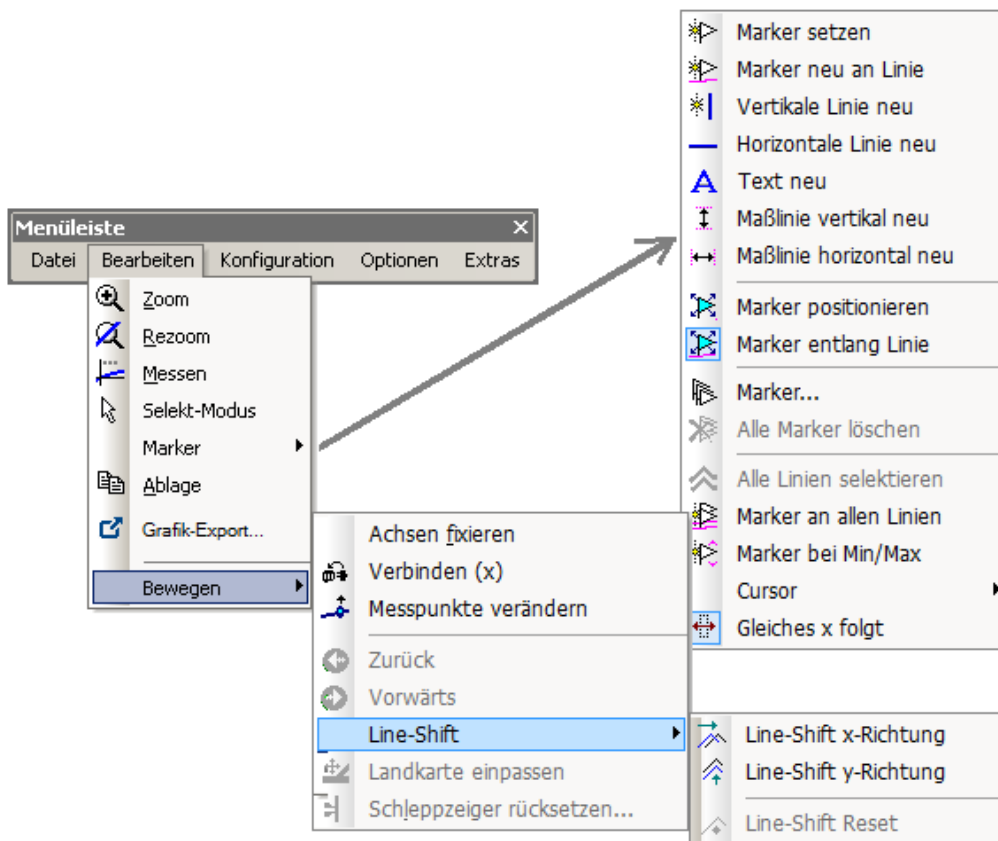 Menüleiste
Datei Bearbeiten Konfiguration Optionen Extras
Zoom
Rezoom
Messen
Selekt-Modus
Marker
Ablage
Grafik-Export...
Bewegen
Marker setzen
Marker neu an Linie
Vertikale Linie neu
Horizontale Linie neu
Text neu
Maßlinie vertikal neu
Maßlinie horizontal neu
Marker positionieren
Marker entlang Linie
Marker...
Alle Marker löschen
Alle Linien selektieren
Marker an allen Linien
Marker bei Min/Max
Cursor
Gleiches x folgt
Achsen fixieren
Verbinden (x)
Messpunkte verändern
Zurück
Vorwärts
Line-Shift
Landkarte einpassen
Schleppzeiger rücksetzen...
Line-Shift x-Richtung
Line-Shift y-Richtung
Line-Shift Reset